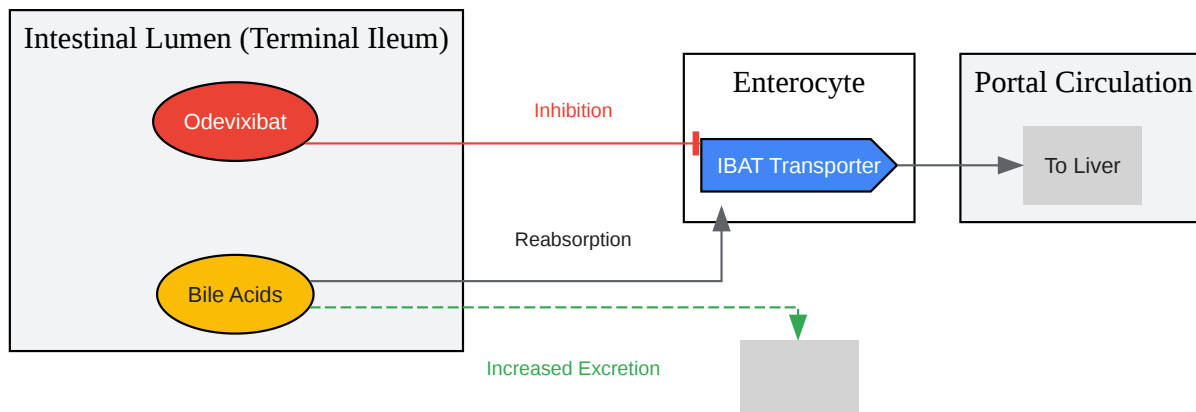 Intestinal Lumen (Terminal Ileum)
Enterocyte
Portal Circulation
Odevixibat
Inhibition
IBAT Transporter
To Liver
Reabsorption
Bile Acids
Increased Excretion